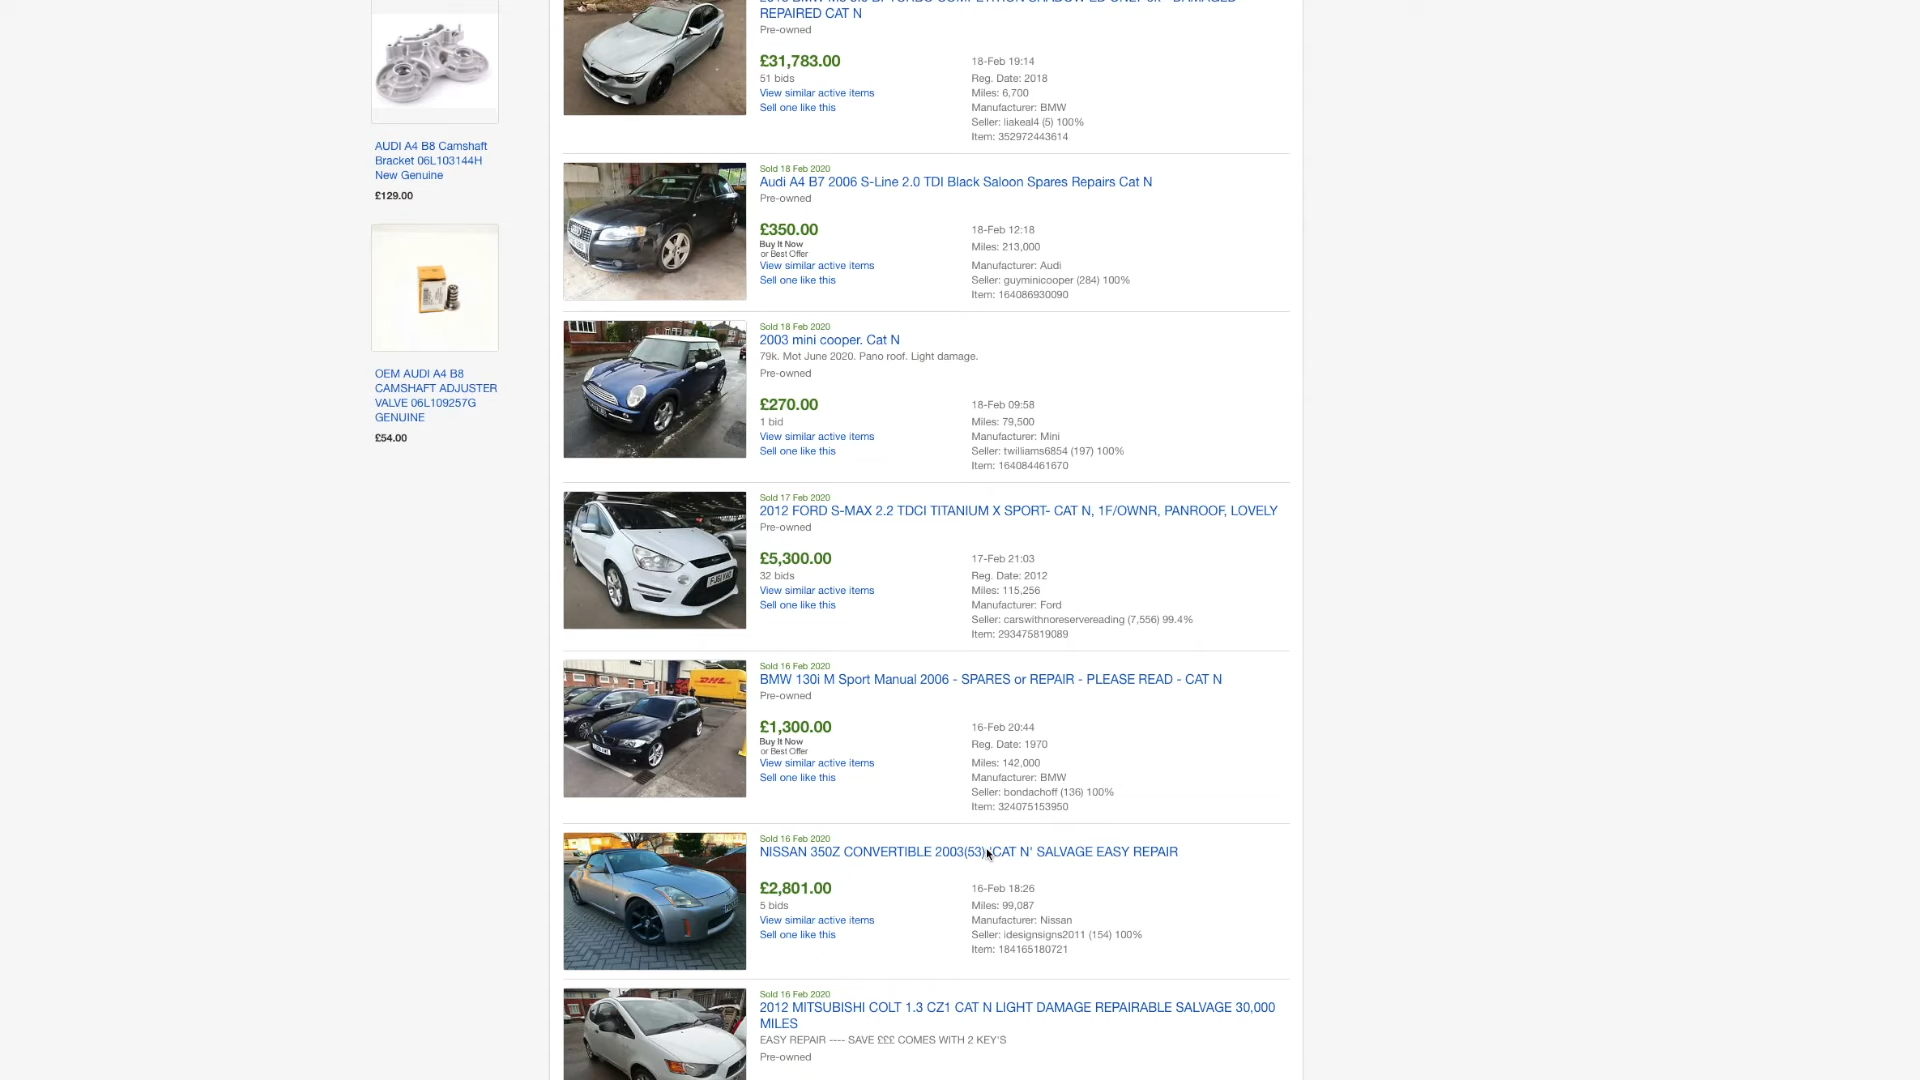 AUDI A4 B8 Camshaft
Bracket 06L103144H
New Genuine
£129.00
OEM AUDI A4 B8
CAMSHAFT ADJUSTER
VALVE 06L109257G
GENUINE
£54.00
REPAIRED CAT N
Pre-owned
£31,783.00
51 bids
View similar active items
Sell one like this
18-Feb 19:14
Reg. Date: 2018
Miles: 6,700
Manufacturer: BMW
Seller: liakeal4 (5) 100%
Item: 352972443614
Sold 18 Feb 2020
Audi A4 B7 2006 S-Line 2.0 TDI Black Saloon Spares Repairs Cat N
Pre-owned
£350.00
Buy It Now
or Best Offer
View similar active items
Sell one like this
18-Feb 12:18
Miles: 213,000
Manufacturer: Audi
Seller: guyminicooper (284) 100%
Item: 164086930090
Sold 18 Feb 2020
2003 mini cooper. Cat N
79k. Mot June 2020. Pano roof. Light damage.
Pre-owned
£270.00
1 bid
View similar active items
Sell one like this
18-Feb 09:58
Miles: 79,500
Manufacturer: Mini
Seller: twilliams6854 (197) 100%
Item: 164084461670
Sold 17 Feb 2020
2012 FORD S-MAX 2.2 TDCI TITANIUM X SPORT- CAT N, 1F/OWNR, PANROOF, LOVELY
Pre-owned
£5,300.00
32 bids
View similar active items
Sell one like this
17-Feb 21:03
Reg. Date: 2012
Miles: 115,256
Manufacturer: Ford
Seller: carswithnoreservereading (7,556) 99.4%
Item: 293475819089
DHL
Sold 16 Feb 2020
BMW 130i M Sport Manual 2006 - SPARES or REPAIR - PLEASE READ - CAT N
Pre-owned
£1,300.00
Buy It Now
or Best Offer
View similar active items
Sell one like this
16-Feb 20:44
Reg. Date: 1970
Miles: 142,000
Manufacturer: BMW
Seller: bondachoff (136) 100%
Item: 324075153950
Sold 16 Feb 2020
NISSAN 350Z CONVERTIBLE 2003(53) 'CAT N' SALVAGE EASY REPAIR
£2,801.00
5 bids
View similar active items
Sell one like this
16-Feb 18:26
Miles: 99,087
Manufacturer: Nissan
Seller: idesignsigns2011 (154) 100%
Item: 184165180721
Sold 16 Feb 2020
2012 MITSUBISHI COLT 1.3 CZ1 CAT N LIGHT DAMAGE REPAIRABLE SALVAGE 30,000
MILES
EASY REPAIR ---- SAVE £££ COMES WITH 2 KEY'S
Pre-owned